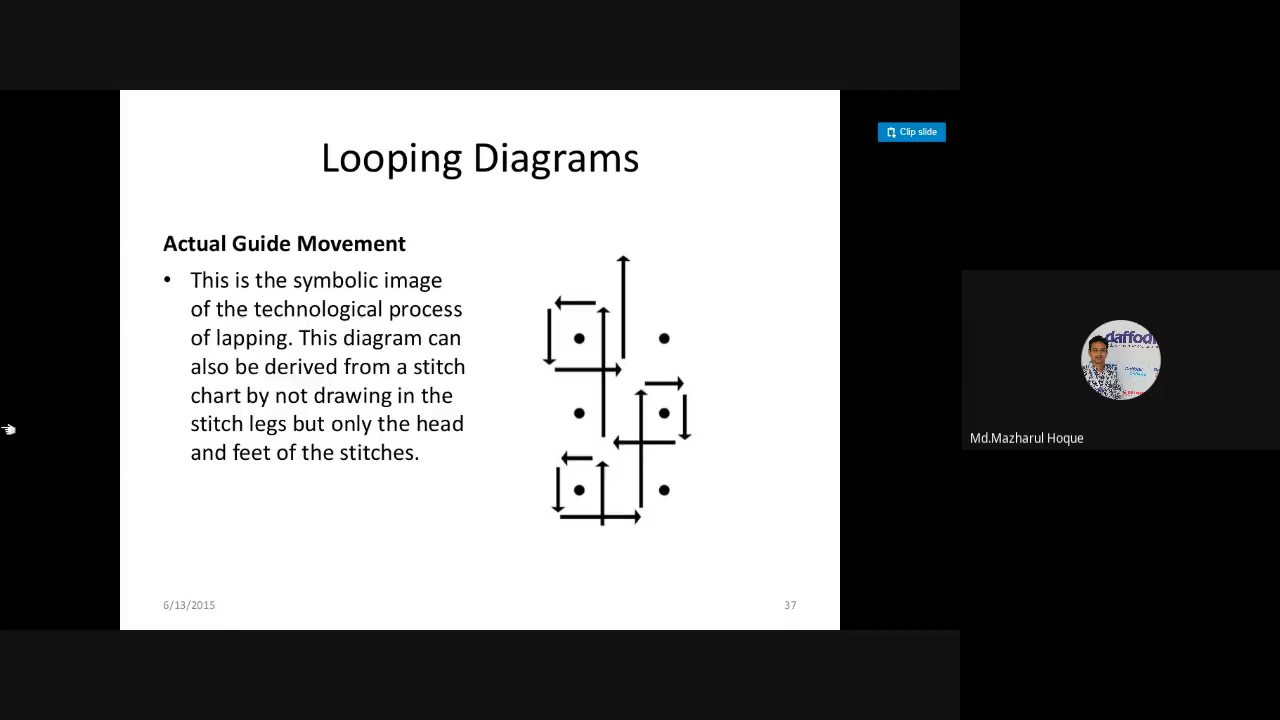 Clip slide
Looping Diagrams
Actual Guide Movement
• This is the symbolic image
of the technological process
of lapping. This diagram can
also be derived from a stitch
chart by not drawing in the
stitch legs but only the head
and feet of the stitches.
6/13/2015
37
daffodi
Md.Mazharul Hoque